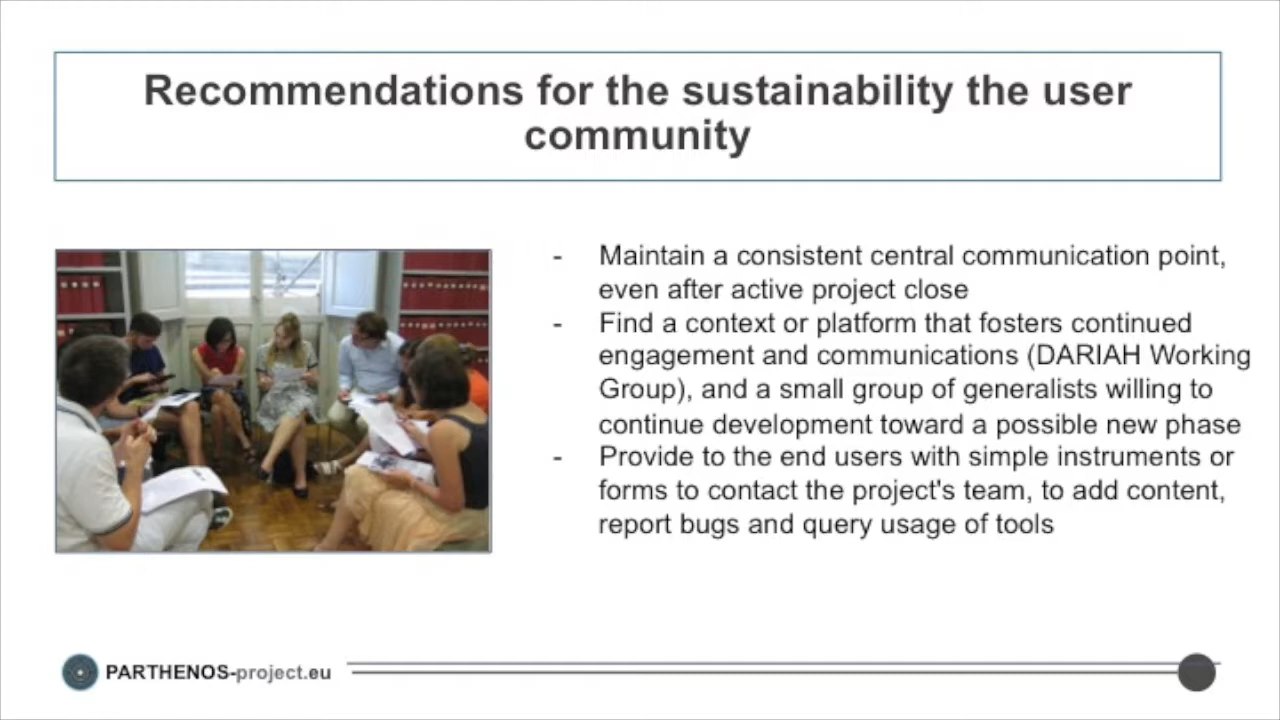 Recommendations for the sustainability the user
community
- Maintain a consistent central communication point,
even after active project close
- Find a context or platform that fosters continued
engagement and communications (DARIAH Working
Group), and a small group of generalists willing to
continue development toward a possible new phase
- Provide to the end users with simple instruments or
forms to contact the project's team, to add content,
report bugs and query usage of tools
PARTHENOS-project.eu